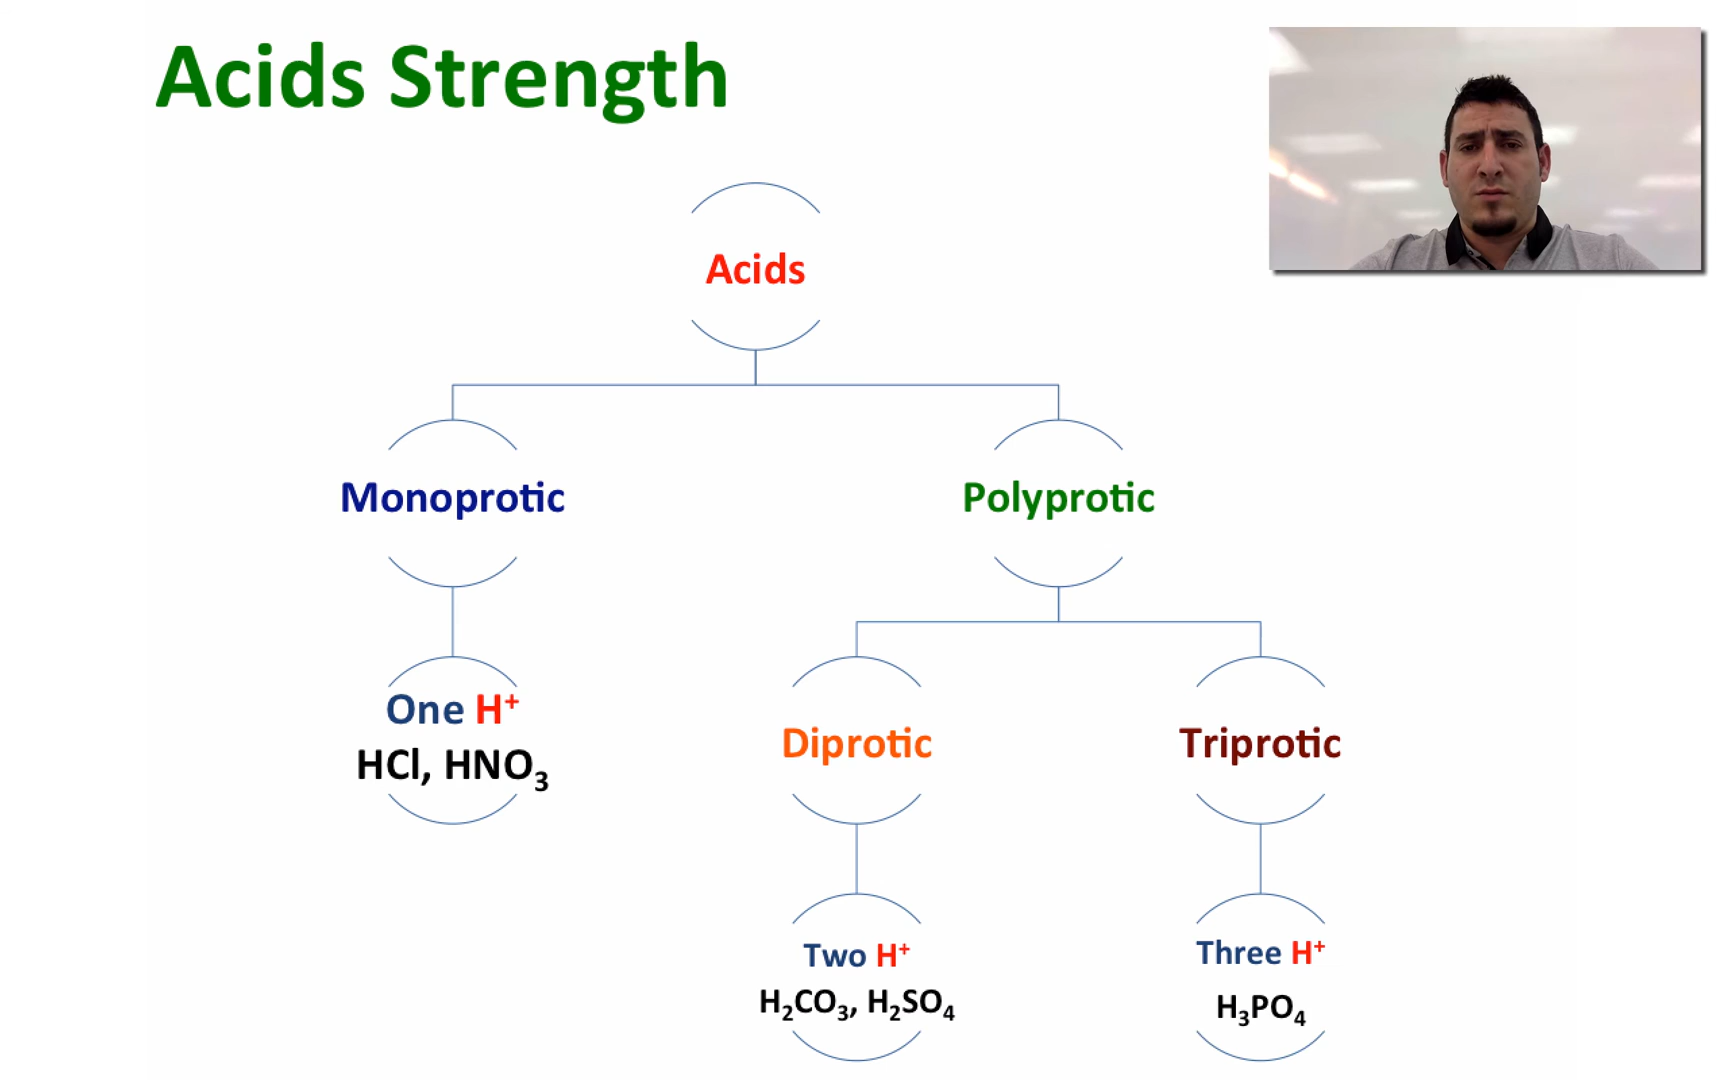 Acids Strength
Acids
Monoprotic
Polyprotic
One H⁺
HCl, HNO₃
Diprotic
Triprotic
Two H⁺
H₂CO₃, H₂SO₄
Three H⁺
H₃PO₄